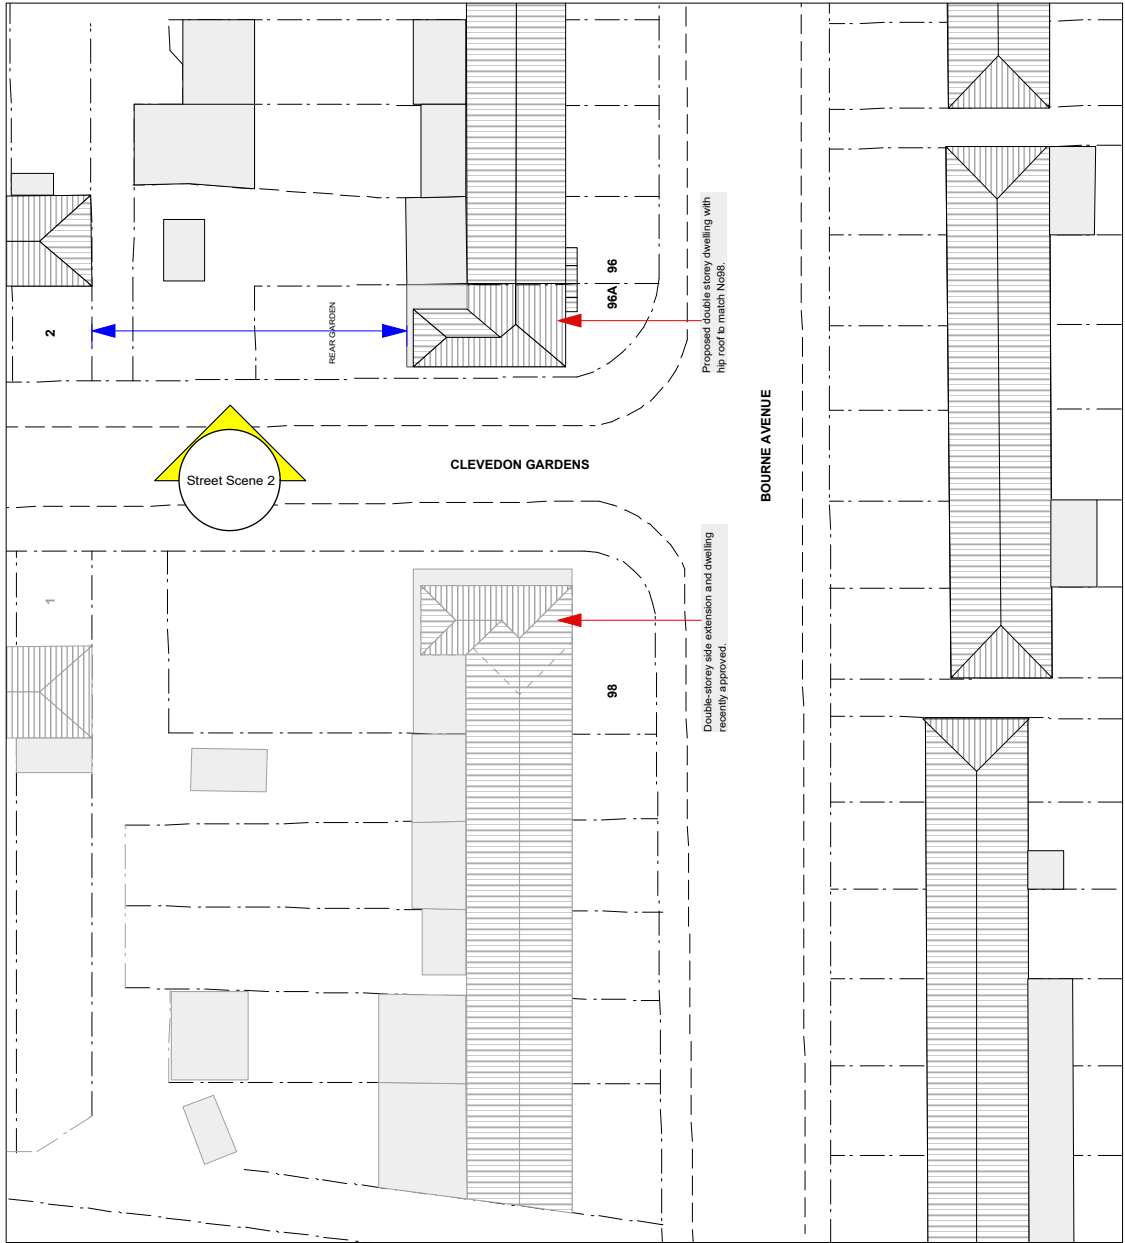 Proposed double storey dwelling with
hip roof to match No98.
96A 96
2
REAR GARDEN
BOURNE AVENUE
CLEVEDON GARDENS
Street Scene 2
Double-storey side extension and dwelling
recently approved.
1
98